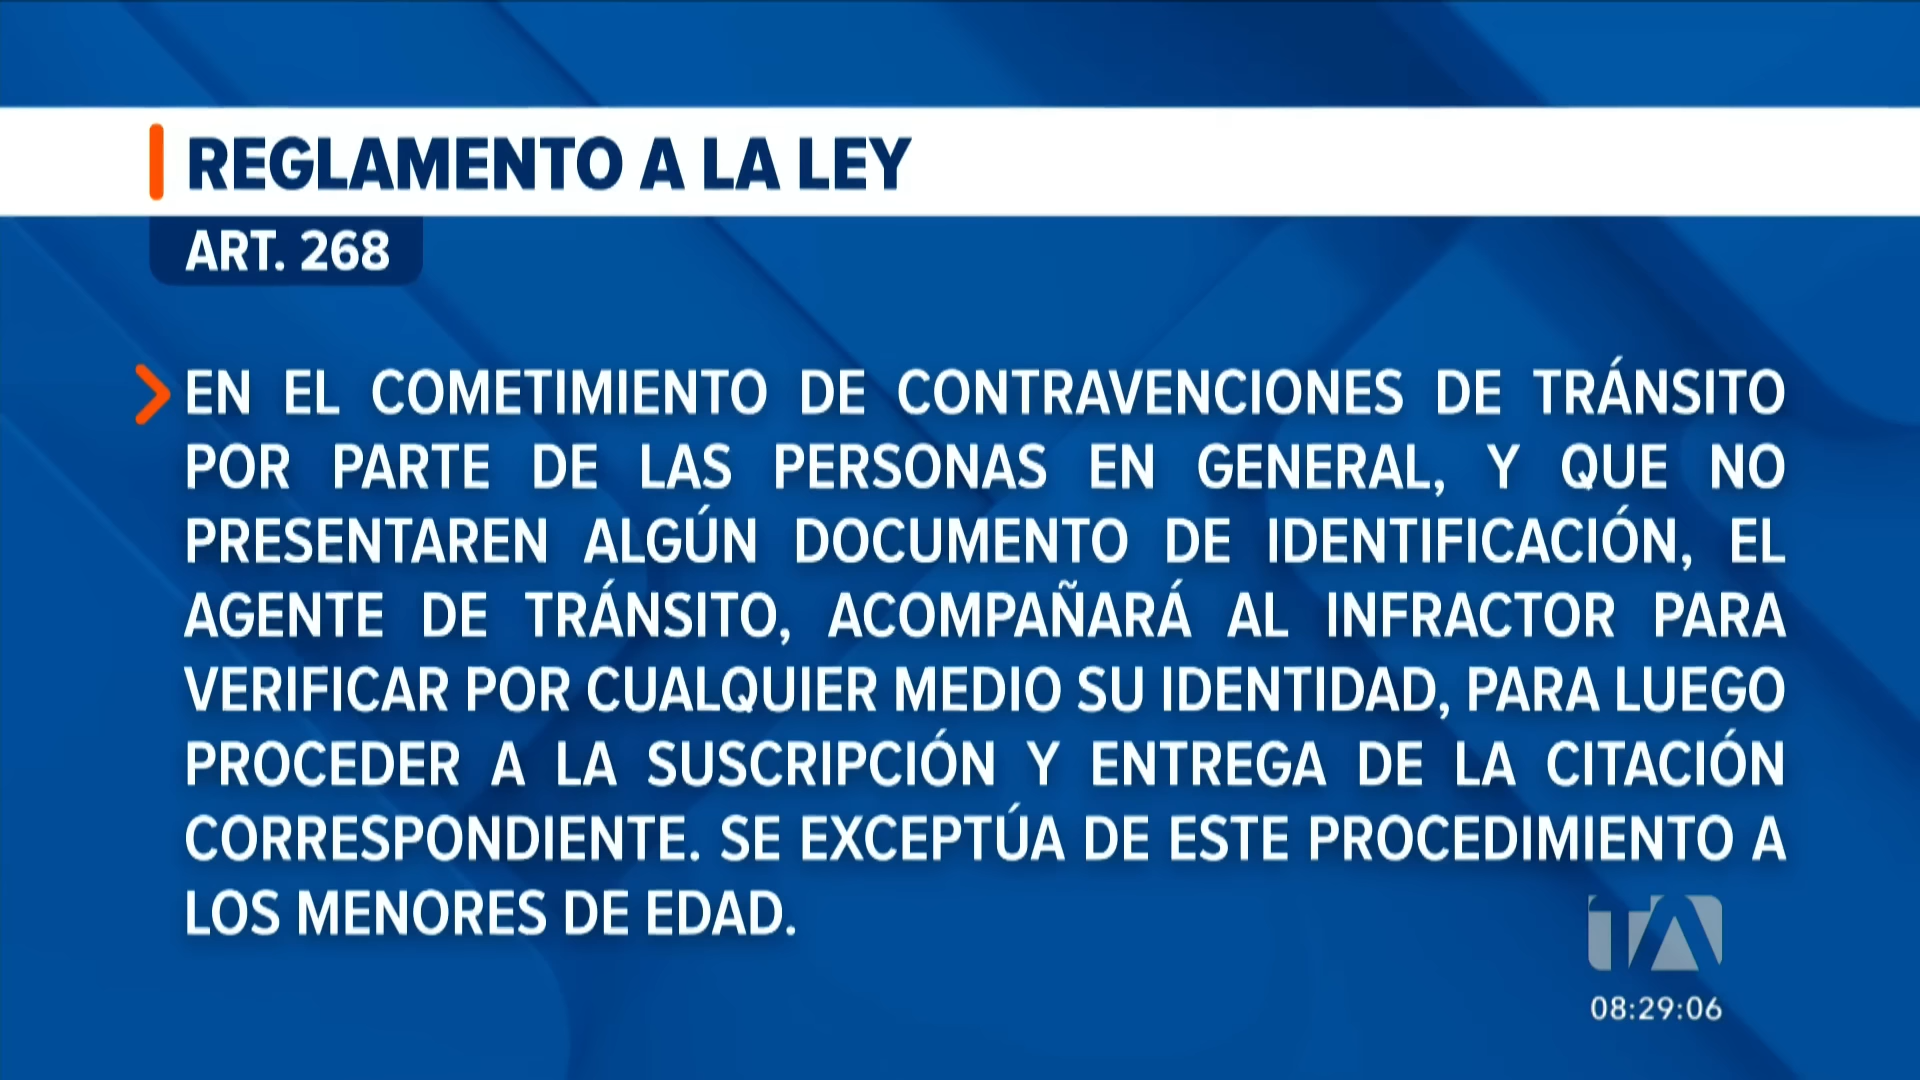 REGLAMENTO A LA LEY
ART. 268
EN EL COMETIMIENTO DE CONTRAVENCIONES DE TRÁNSITO
POR PARTE DE LAS PERSONAS EN GENERAL, Y QUE NO
PRESENTAREN ALGÚN DOCUMENTO DE IDENTIFICACIÓN, EL
AGENTE DE TRÁNSITO, ACOMPAÑARÁ AL INFRACTOR PARA
VERIFICAR POR CUALQUIER MEDIO SU IDENTIDAD, PARA LUEGO
PROCEDER A LA SUSCRIPCIÓN Y ENTREGA DE LA CITACIÓN
CORRESPONDIENTE. SE EXCEPTÚA DE ESTE PROCEDIMIENTO A
LOS MENORES DE EDAD.
TA
08:29:06